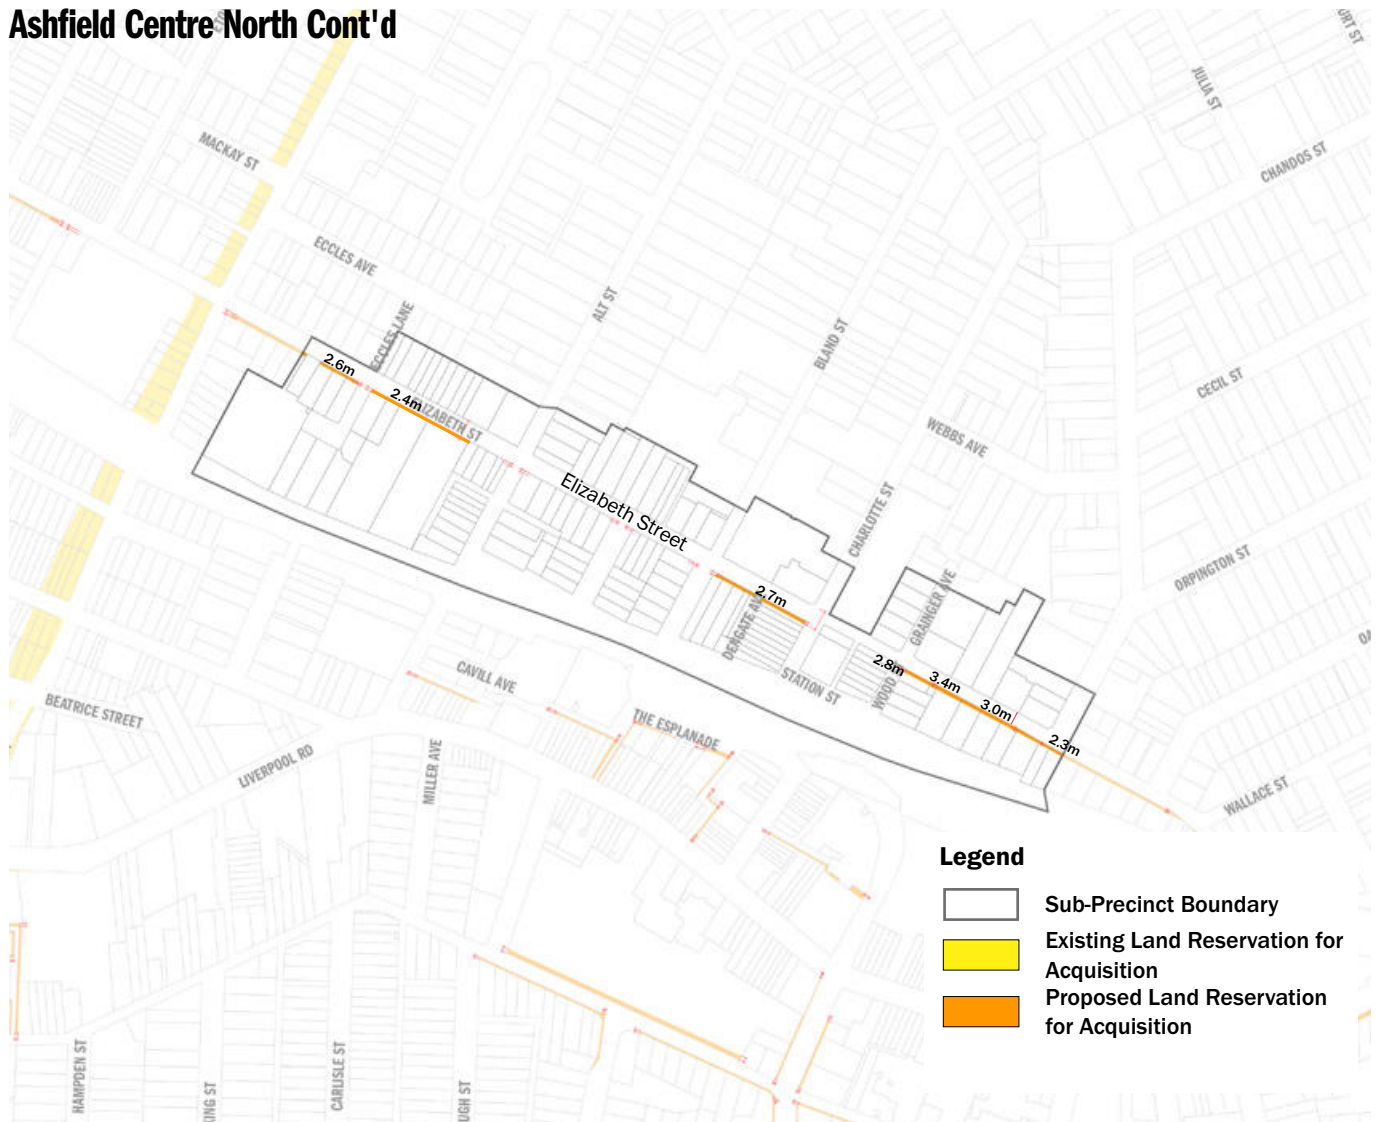 Ashfield Centre North Cont'd
JULIA ST
MACKAY ST
CHANDOS ST
ECCLES AVE
ECCLES LANE
ALT ST
BLAND ST
2.6m
2.4m
ELIZABETH ST
CECIL ST
WEBBS AVE
Elizabeth Street
CHARLOTTE ST
ORPINGTON ST
2.7m
DENGATE AVE
GRAINGER AVE
STATION ST
WOOD
2.8m
3.4m
3.0m
2.3m
CAVILL AVE
THE ESPLANADE
BEATRICE STREET
LIVERPOOL RD
MILLER AVE
WALLACE ST
Legend
Sub-Precinct Boundary
Existing Land Reservation for
Acquisition
Proposed Land Reservation
for Acquisition
HAMPDEN ST
CARLISLE ST